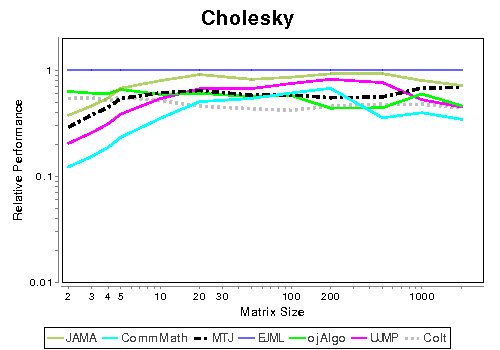 Cholesky
Relative Performance
1
0.1
0.01
2 3 4 5 10 20 30 100 200 1000
Matrix Size
JAMA CommMath MTJ EJML ojAlgo UJMP Colt